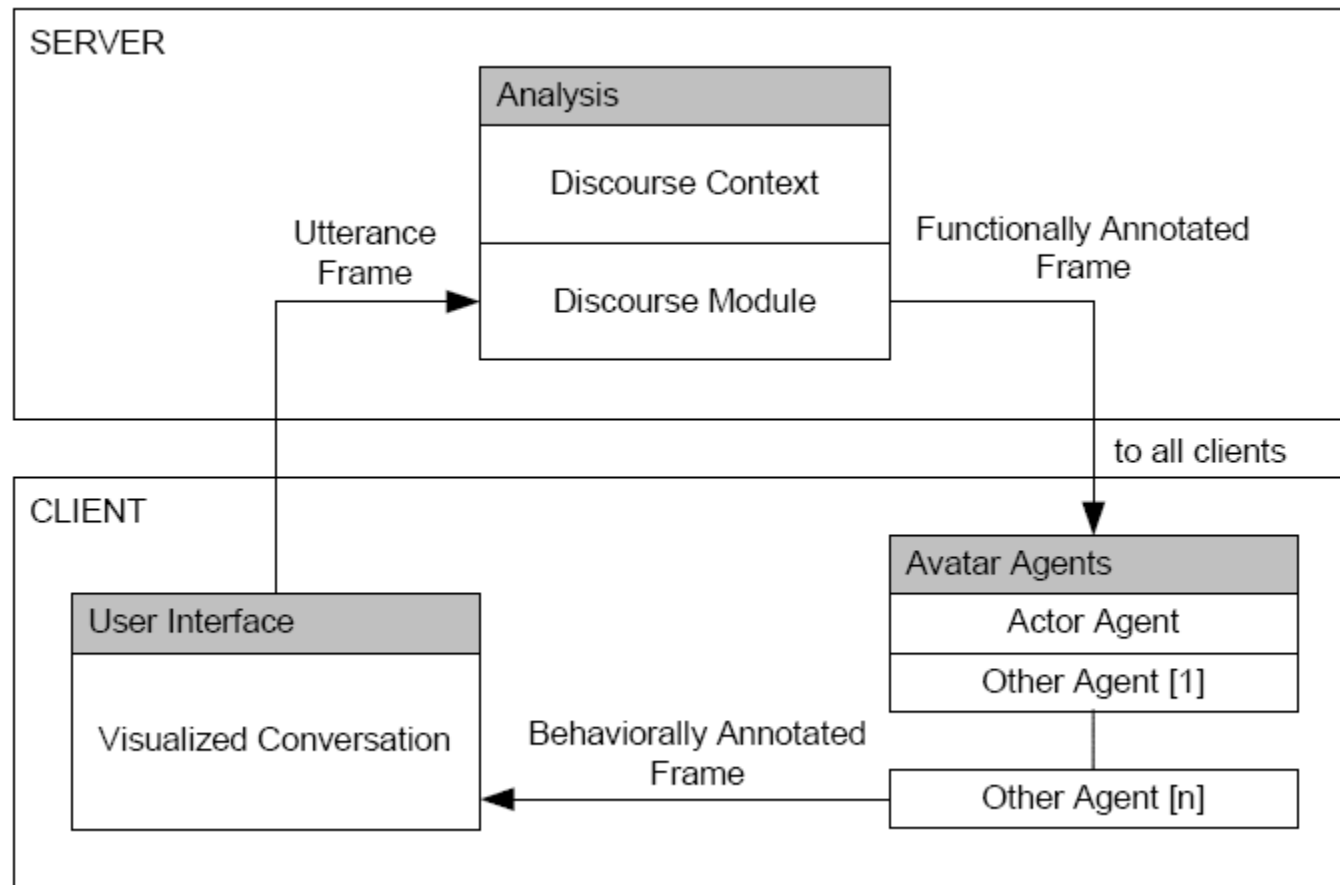 SERVER
Analysis
Discourse Context
Utterance
Frame
Functionally Annotated
Frame
Discourse Module
to all clients
CLIENT
Avatar Agents
User Interface
Actor Agent
Other Agent [1]
Visualized Conversation
Behaviorally Annotated
Frame
Other Agent [n]